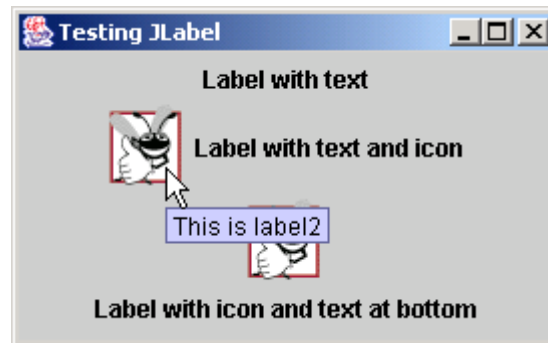 Testing JLabel
Label with text
Label with text and icon
This is label2
Label with icon and text at bottom